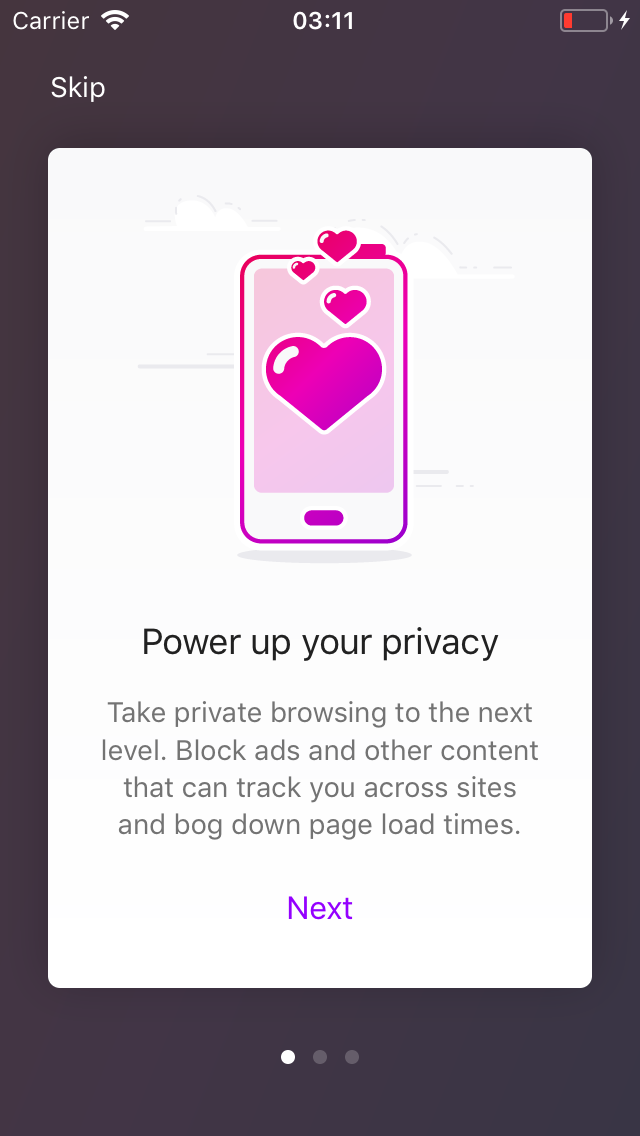 Carrier 03:11
Skip
Power up your privacy
Take private browsing to the next
level. Block ads and other content
that can track you across sites
and bog down page load times.
Next